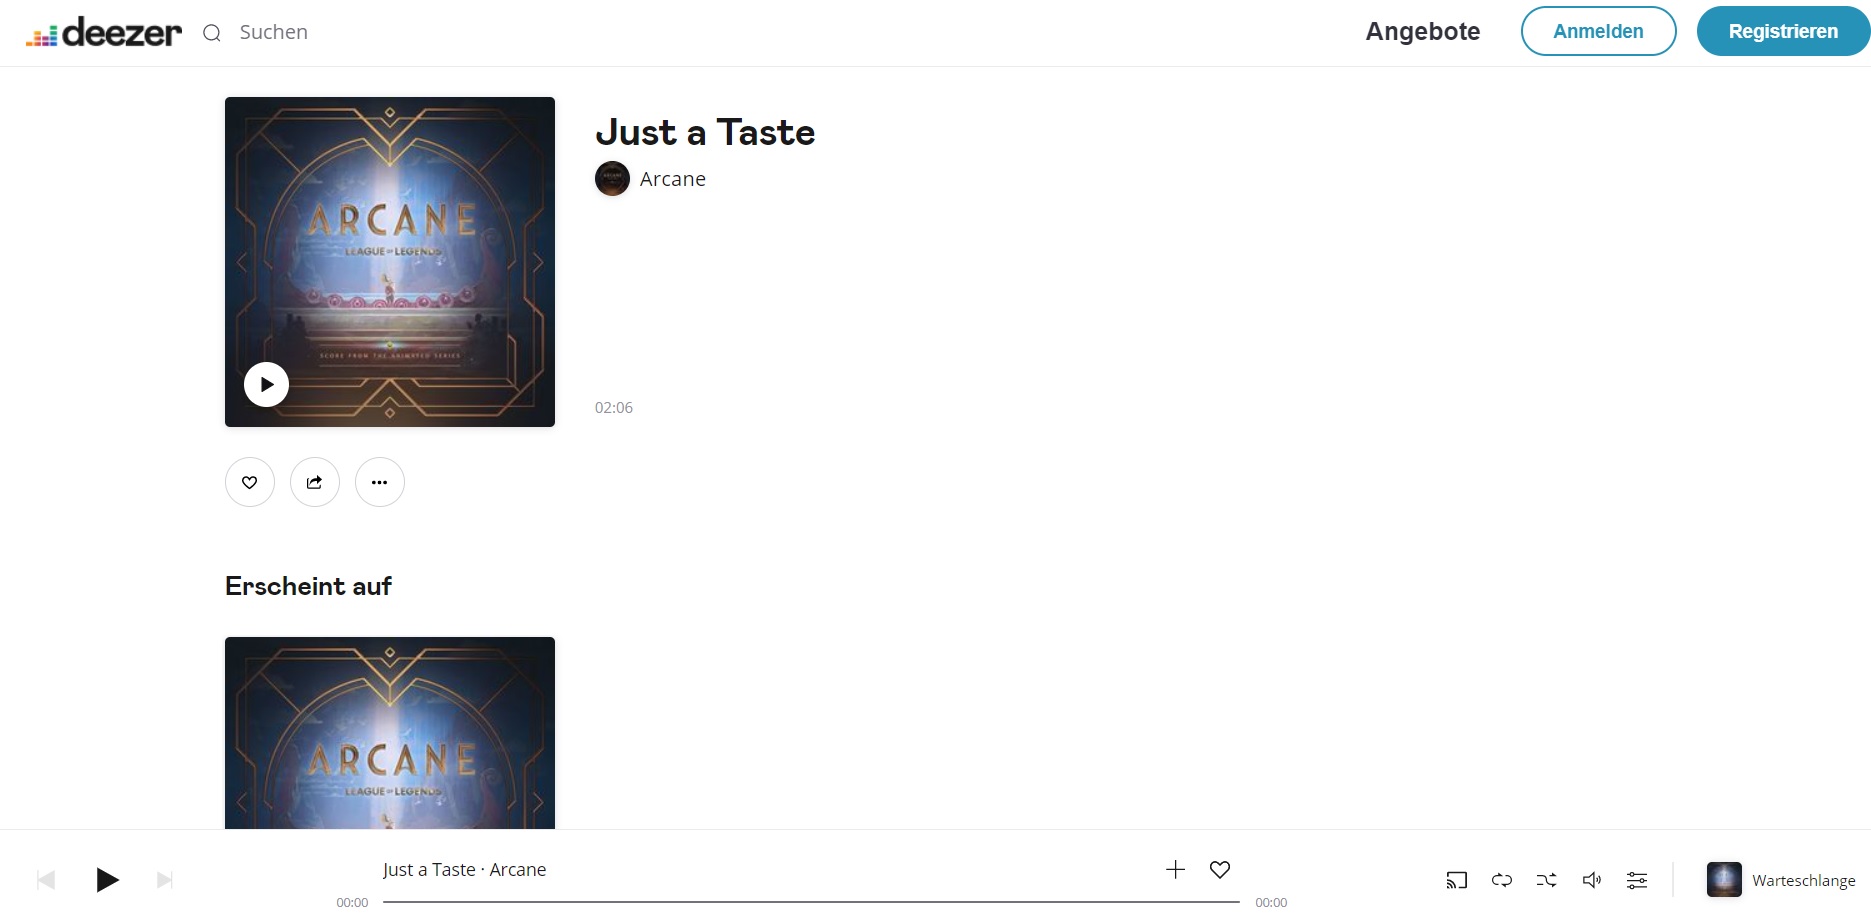 deezer
Suchen
Angebote
Anmelden
Registrieren
ARCANE
LEAGUE OF LEGENDS
SCORE FROM THE ANIMATED SERIES
Just a Taste
Arcane
02:06
Erscheint auf
ARCANE
LEAGUE OF LEGENDS
Just a Taste · Arcane
00:00
00:00
Warteschlange